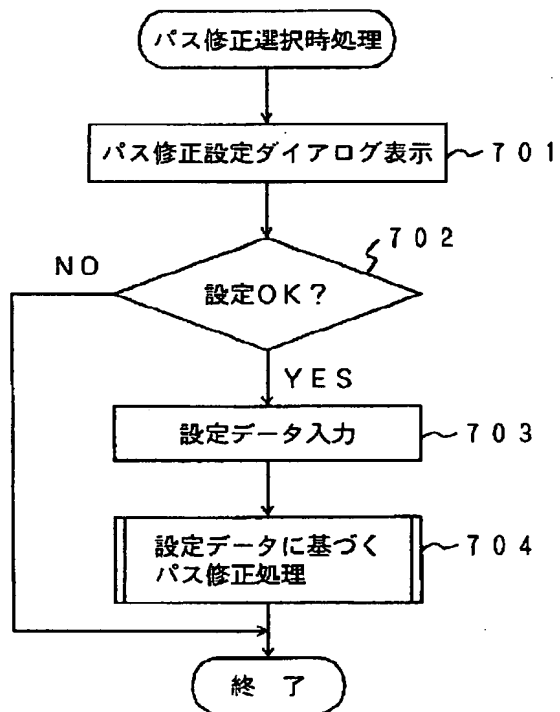 パス修正選択時処理
パス修正設定ダイアログ表示
701
702
NO
設定OK?
YES
設定データ入力
703
設定データに基づく
パス修正処理
704
終 了